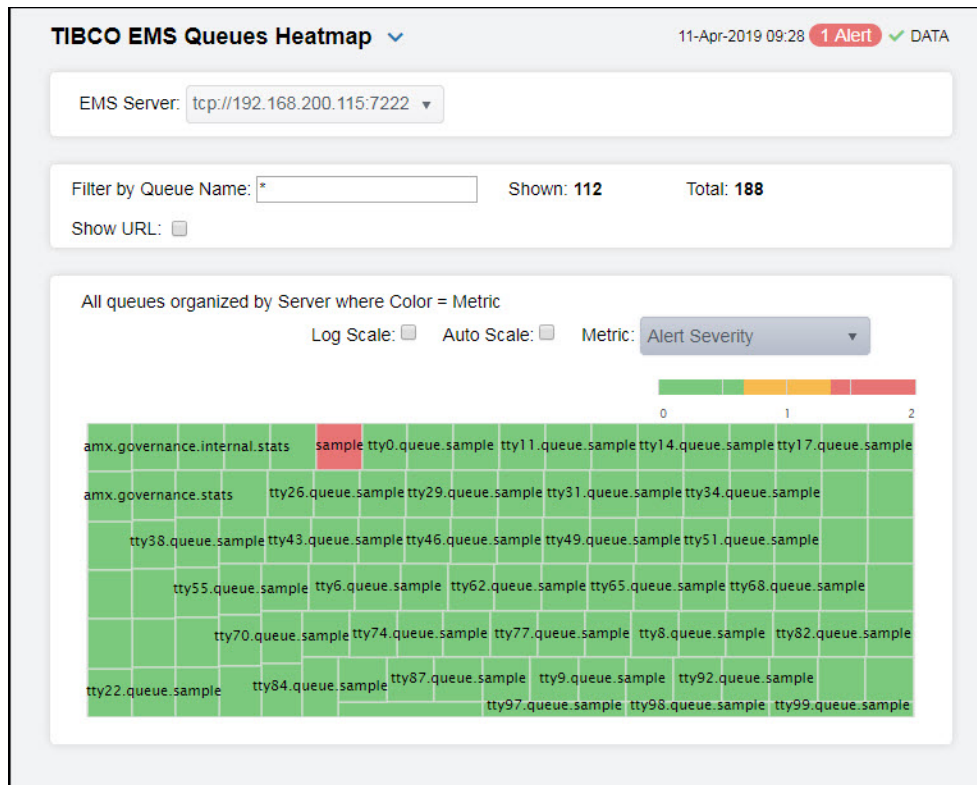 TIBCO EMS Queues Heatmap 11-Apr-2019 09:28 1 Alert DATA
EMS Server: tcp://192.168.200.115:7222
Filter by Queue Name: * Shown: 112 Total: 188
Show URL:
All queues organized by Server where Color = Metric
Log Scale: Auto Scale: Metric: Alert Severity
0 1 2
amx.governance.internal.stats sample tty0.queue.sample tty11.queue.sample tty14.queue.sample tty17.queue.sample
amx.governance.stats tty26.queue.sample tty29.queue.sample tty31.queue.sample tty34.queue.sample
tty38.queue.sample tty43.queue.sample tty46.queue.sample tty49.queue.sample tty51.queue.sample
tty55.queue.sample tty6.queue.sample tty62.queue.sample tty65.queue.sample tty68.queue.sample
tty70.queue.sample tty74.queue.sample tty77.queue.sample tty8.queue.sample tty82.queue.sample
tty22.queue.sample tty84.queue.sample tty87.queue.sample tty9.queue.sample tty92.queue.sample
tty97.queue.sample tty98.queue.sample tty99.queue.sample